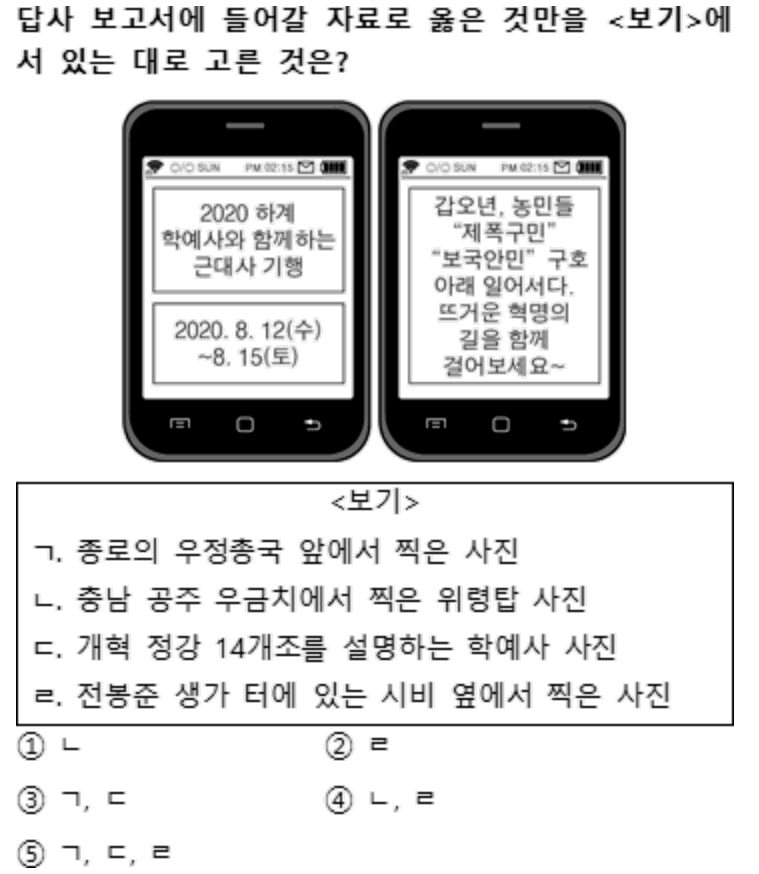 답사 보고서에 들어갈 자료로 옳은 것만을 <보기>에
서 있는 대로 고른 것은?
○/○ SUN PM 02:15
2020 하계
학예사와 함께하는
근대사 기행
2020. 8. 12(수)
~8. 15(토)
○/○ SUN PM 02:15
갑오년, 농민들
“제폭구민”
“보국안민” 구호
아래 일어서다.
뜨거운 혁명의
길을 함께
걸어보세요~
<보기>
ㄱ. 종로의 우정총국 앞에서 찍은 사진
ㄴ. 충남 공주 우금치에서 찍은 위령탑 사진
ㄷ. 개혁 정강 14개조를 설명하는 학예사 사진
ㄹ. 전봉준 생가 터에 있는 시비 옆에서 찍은 사진
① ㄴ ② ㄹ
③ ㄱ, ㄷ ④ ㄴ, ㄹ
⑤ ㄱ, ㄷ, ㄹ